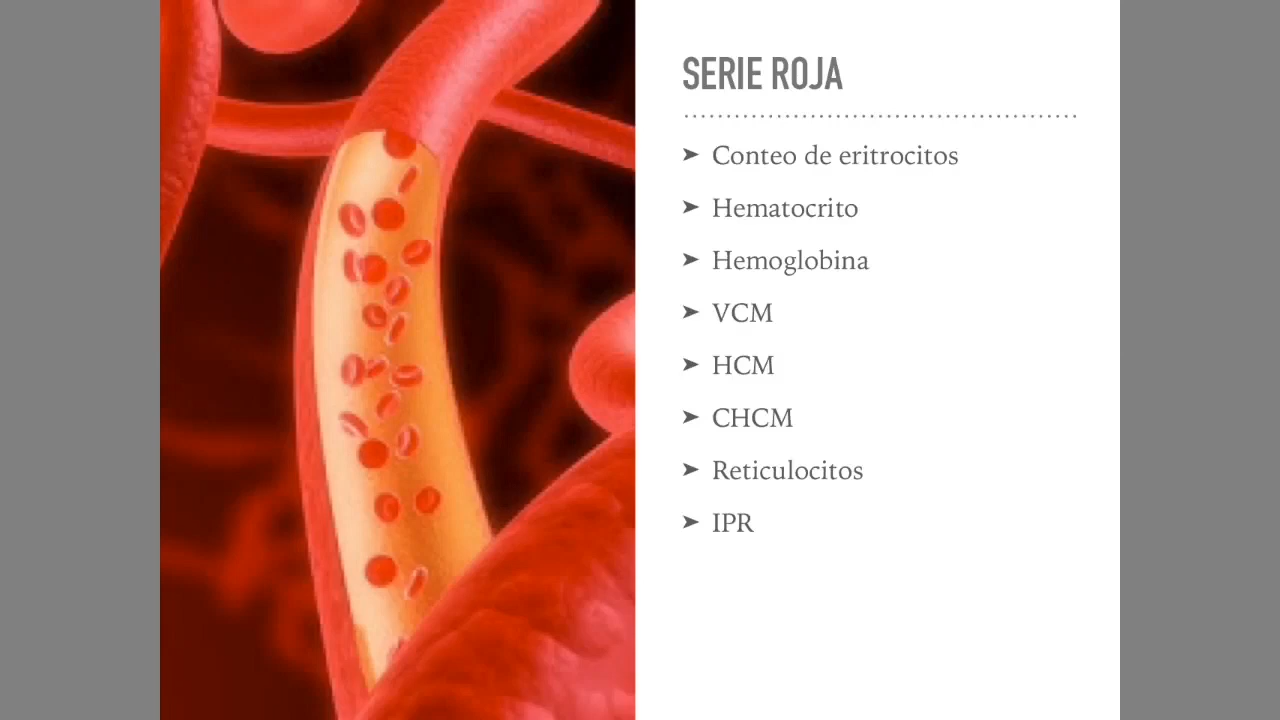 SERIE ROJA
➤ Conteo de eritrocitos
➤ Hematocrito
➤ Hemoglobina
➤ VCM
➤ HCM
➤ CHCM
➤ Reticulocitos
➤ IPR